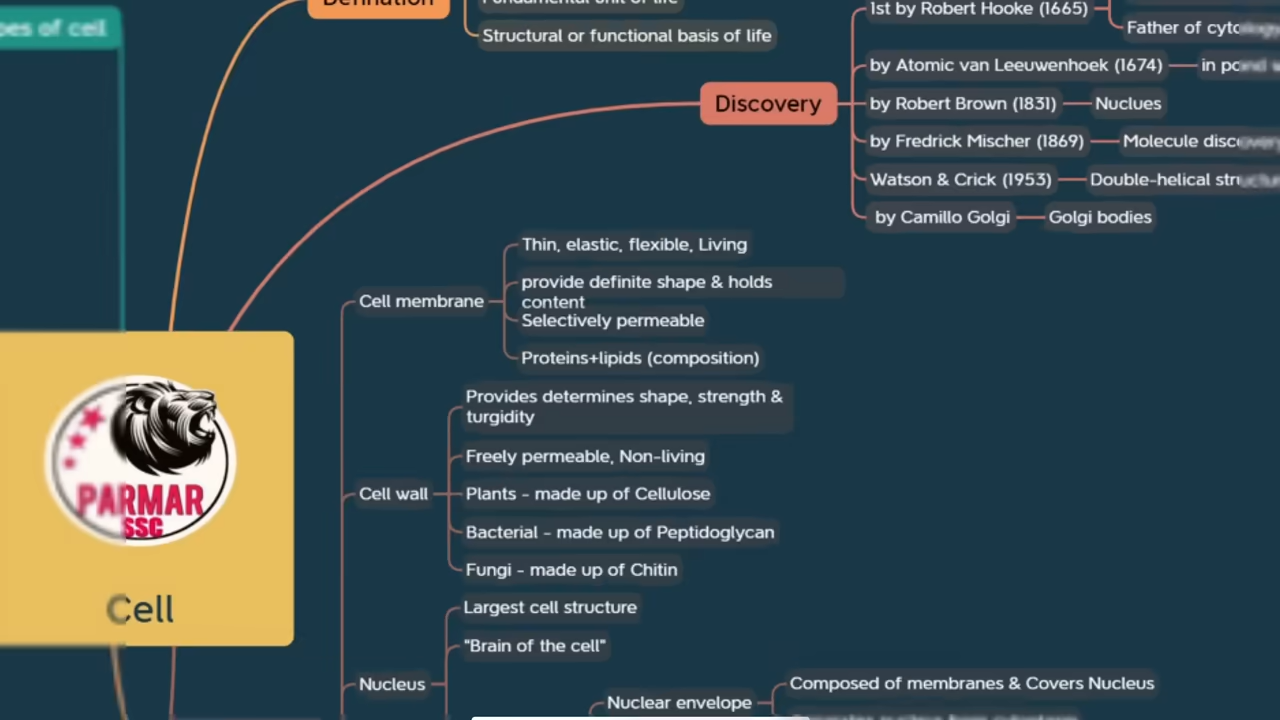 pes of cell
Structural or functional basis of life
1st by Robert Hooke (1665)
Father of
by Atomic van Leeuwenhoek (1674)
in
Discovery
by Robert Brown (1831)
Nuclues
by Fredrick Mischer (1869)
Molecule
Watson & Crick (1953)
Double-helical
by Camillo Golgi
Golgi bodies
Cell membrane
Thin, elastic, flexible, Living
provide definite shape & holds
content
Selectively permeable
Proteins+lipids (composition)
Cell wall
Provides determines shape, strength &
turgidity
Freely permeable, Non-living
Plants - made up of Cellulose
Bacterial - made up of Peptidoglycan
Fungi - made up of Chitin
PARMAR
SSC
Cell
Nucleus
Largest cell structure
"Brain of the cell"
Nuclear envelope
Composed of membranes & Covers Nucleus